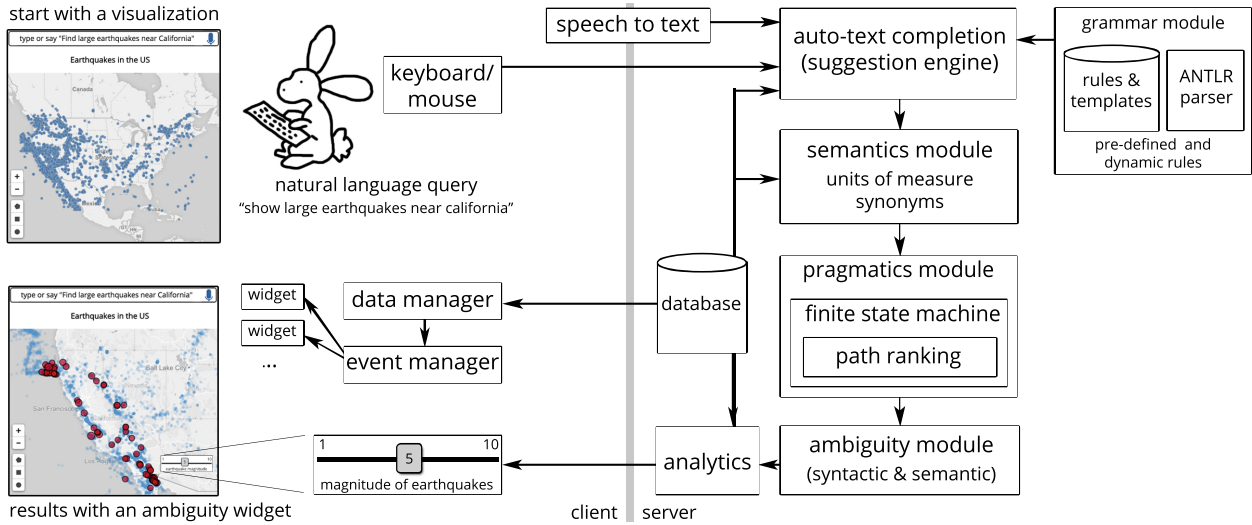 start with a visualization
type or say "Find large earthquakes near California"
Earthquakes in the US
Canada
Mexico
+
−
keyboard/
mouse
natural language query
“show large earthquakes near california”
speech to text
auto-text completion
(suggestion engine)
grammar module
rules &
templates
ANTLR
parser
pre-defined and
dynamic rules
semantics module
units of measure
synonyms
pragmatics module
finite state machine
path ranking
ambiguity module
(syntactic & semantic)
database
analytics
data manager
event manager
widget
widget
...
1
10
5
magnitude of earthquakes
type or say "Find large earthquakes near California"
Earthquakes in the US
Salt Lake City
San Francisco
+
−
earthquake magnitude
results with an ambiguity widget
client
server